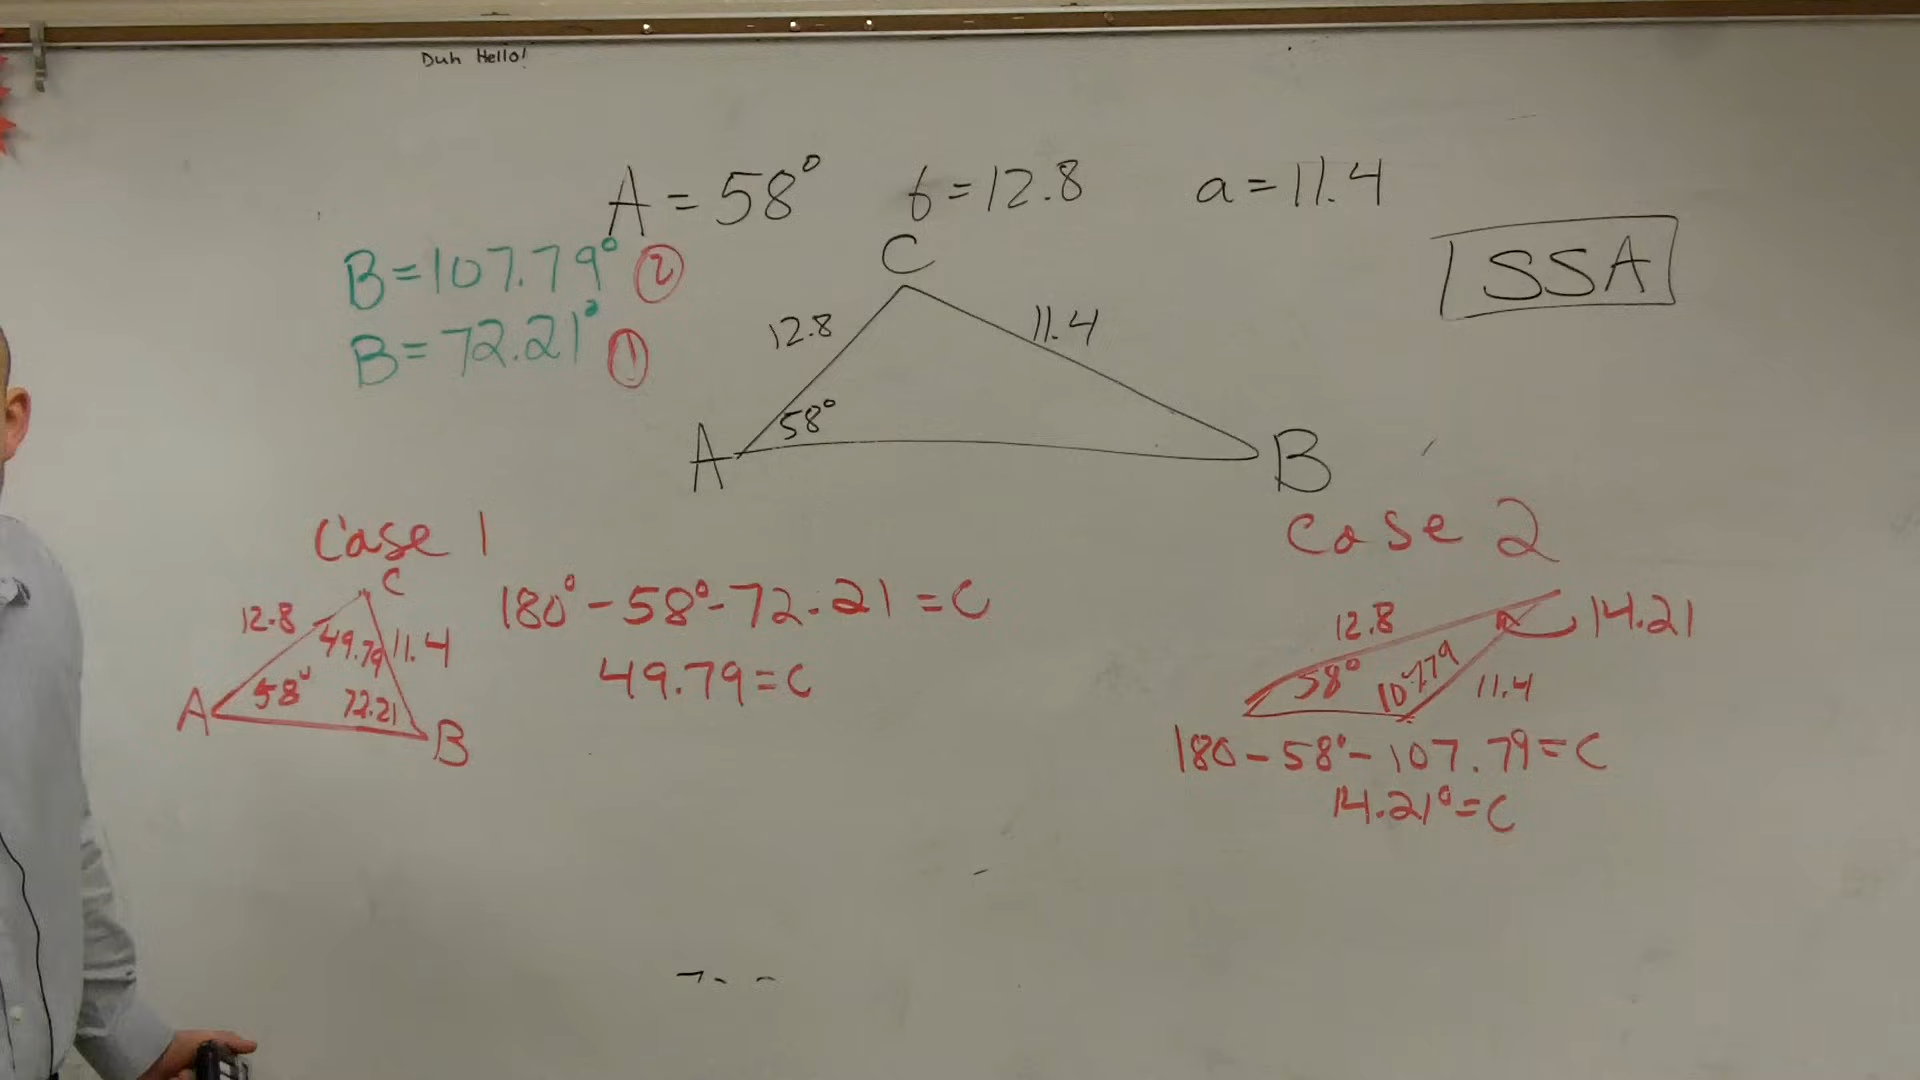 Duh Hello!
A = 58° b = 12.8 a = 11.4
B = 107.79° 2
B = 72.21° 1
SSA
C
12.8 11.4
58°
A B
Case 1
C
12.8 49.79 11.4
A 58° 72.21
B
180° - 58° - 72.21 = C
49.79 = C
Case 2
12.8 C 14.21
58° 107.79 11.4
180 - 58° - 107.79 = C
14.21° = C